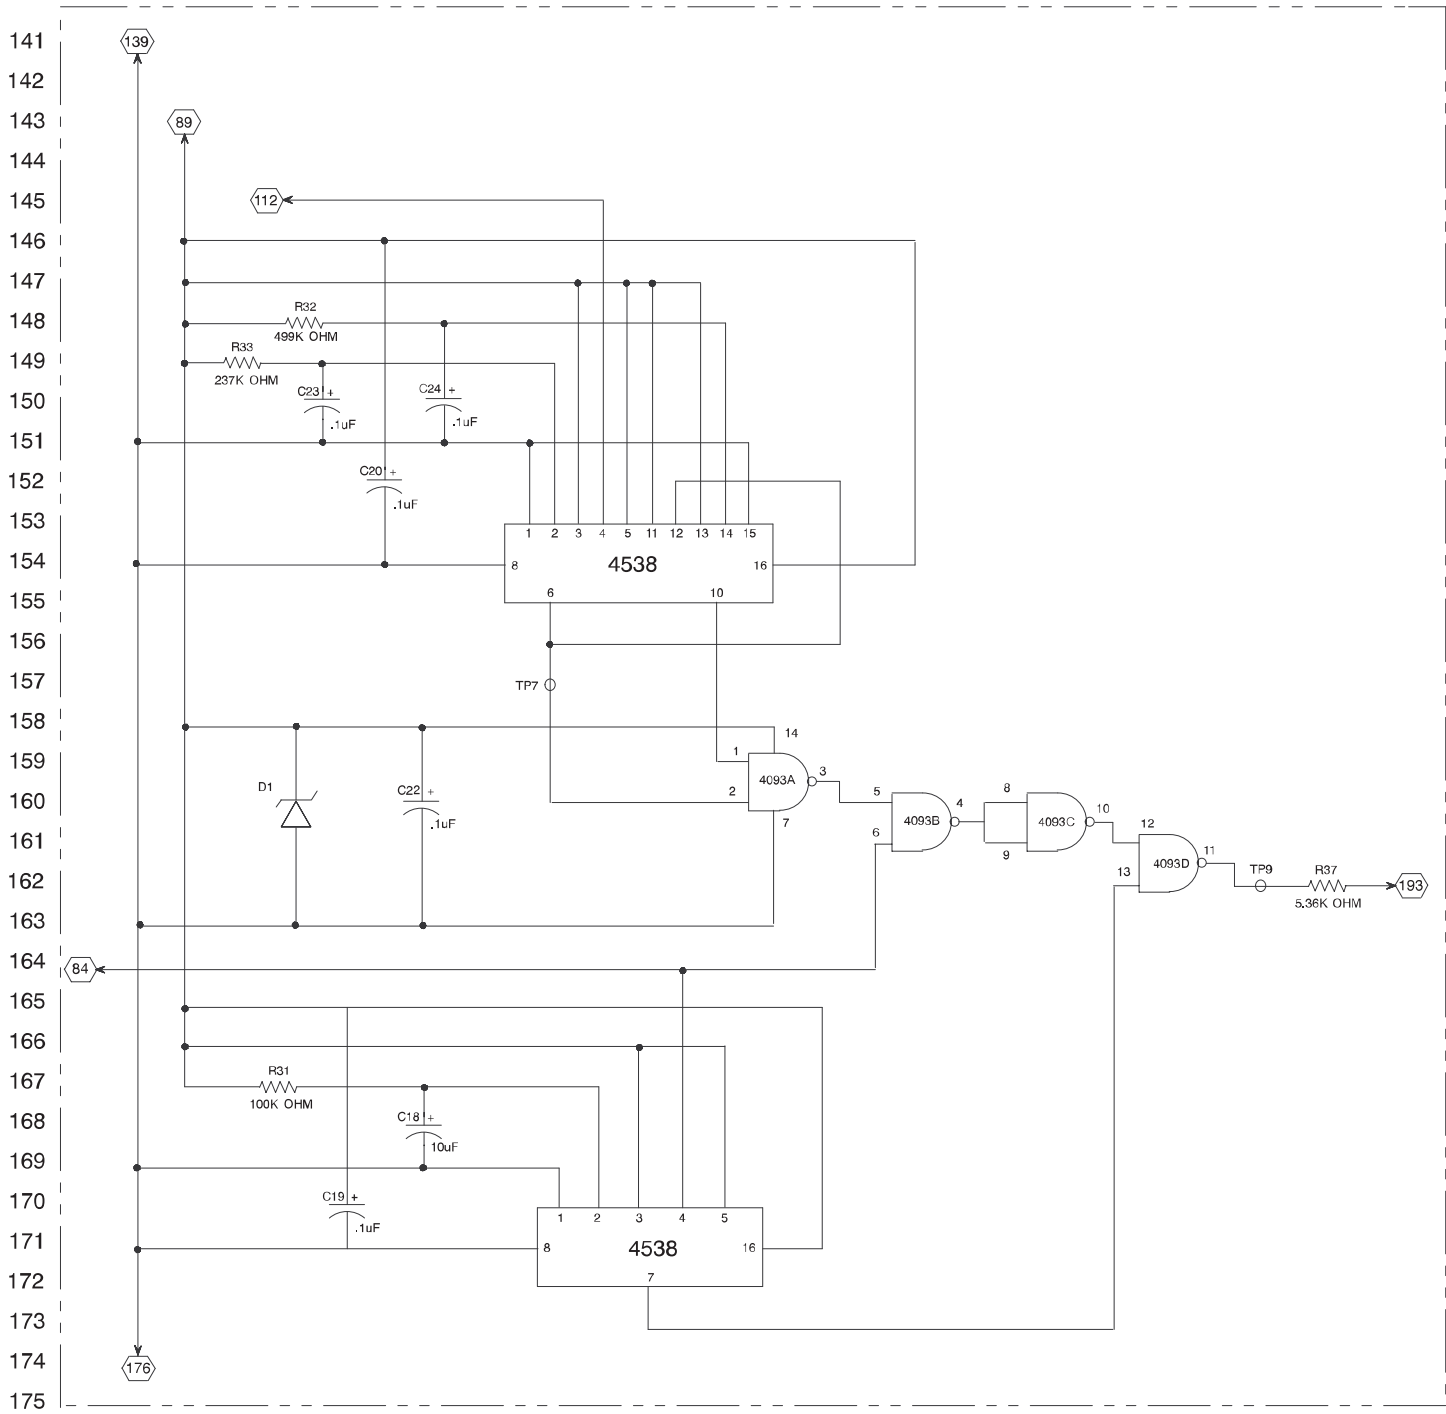 141 139
142
143 89
144
145 112
146
147
R32
148
499K OHM
R33
149
237K OHM
C23 + C24 +
150
.1uF .1uF
151
C20 +
152
.1uF
153
1 2 3 4 5 11 12 13 14 15
154 8 4538 16
155 6 10
156
157 TP7
158 14
159 1
D1 C22 + 4093A 3
160 2 5 8
.1uF 7 4093B 4 4093C 10
161 6 9 12
4093D 11
162 13 TP9 R37 193
5.36K OHM
163
164 84
165
166
R31
167
100K OHM
168 C18 +
10uF
169
170 C19 +
.1uF 1 2 3 4 5
171 8 4538 16
172 7
173
174 176
175